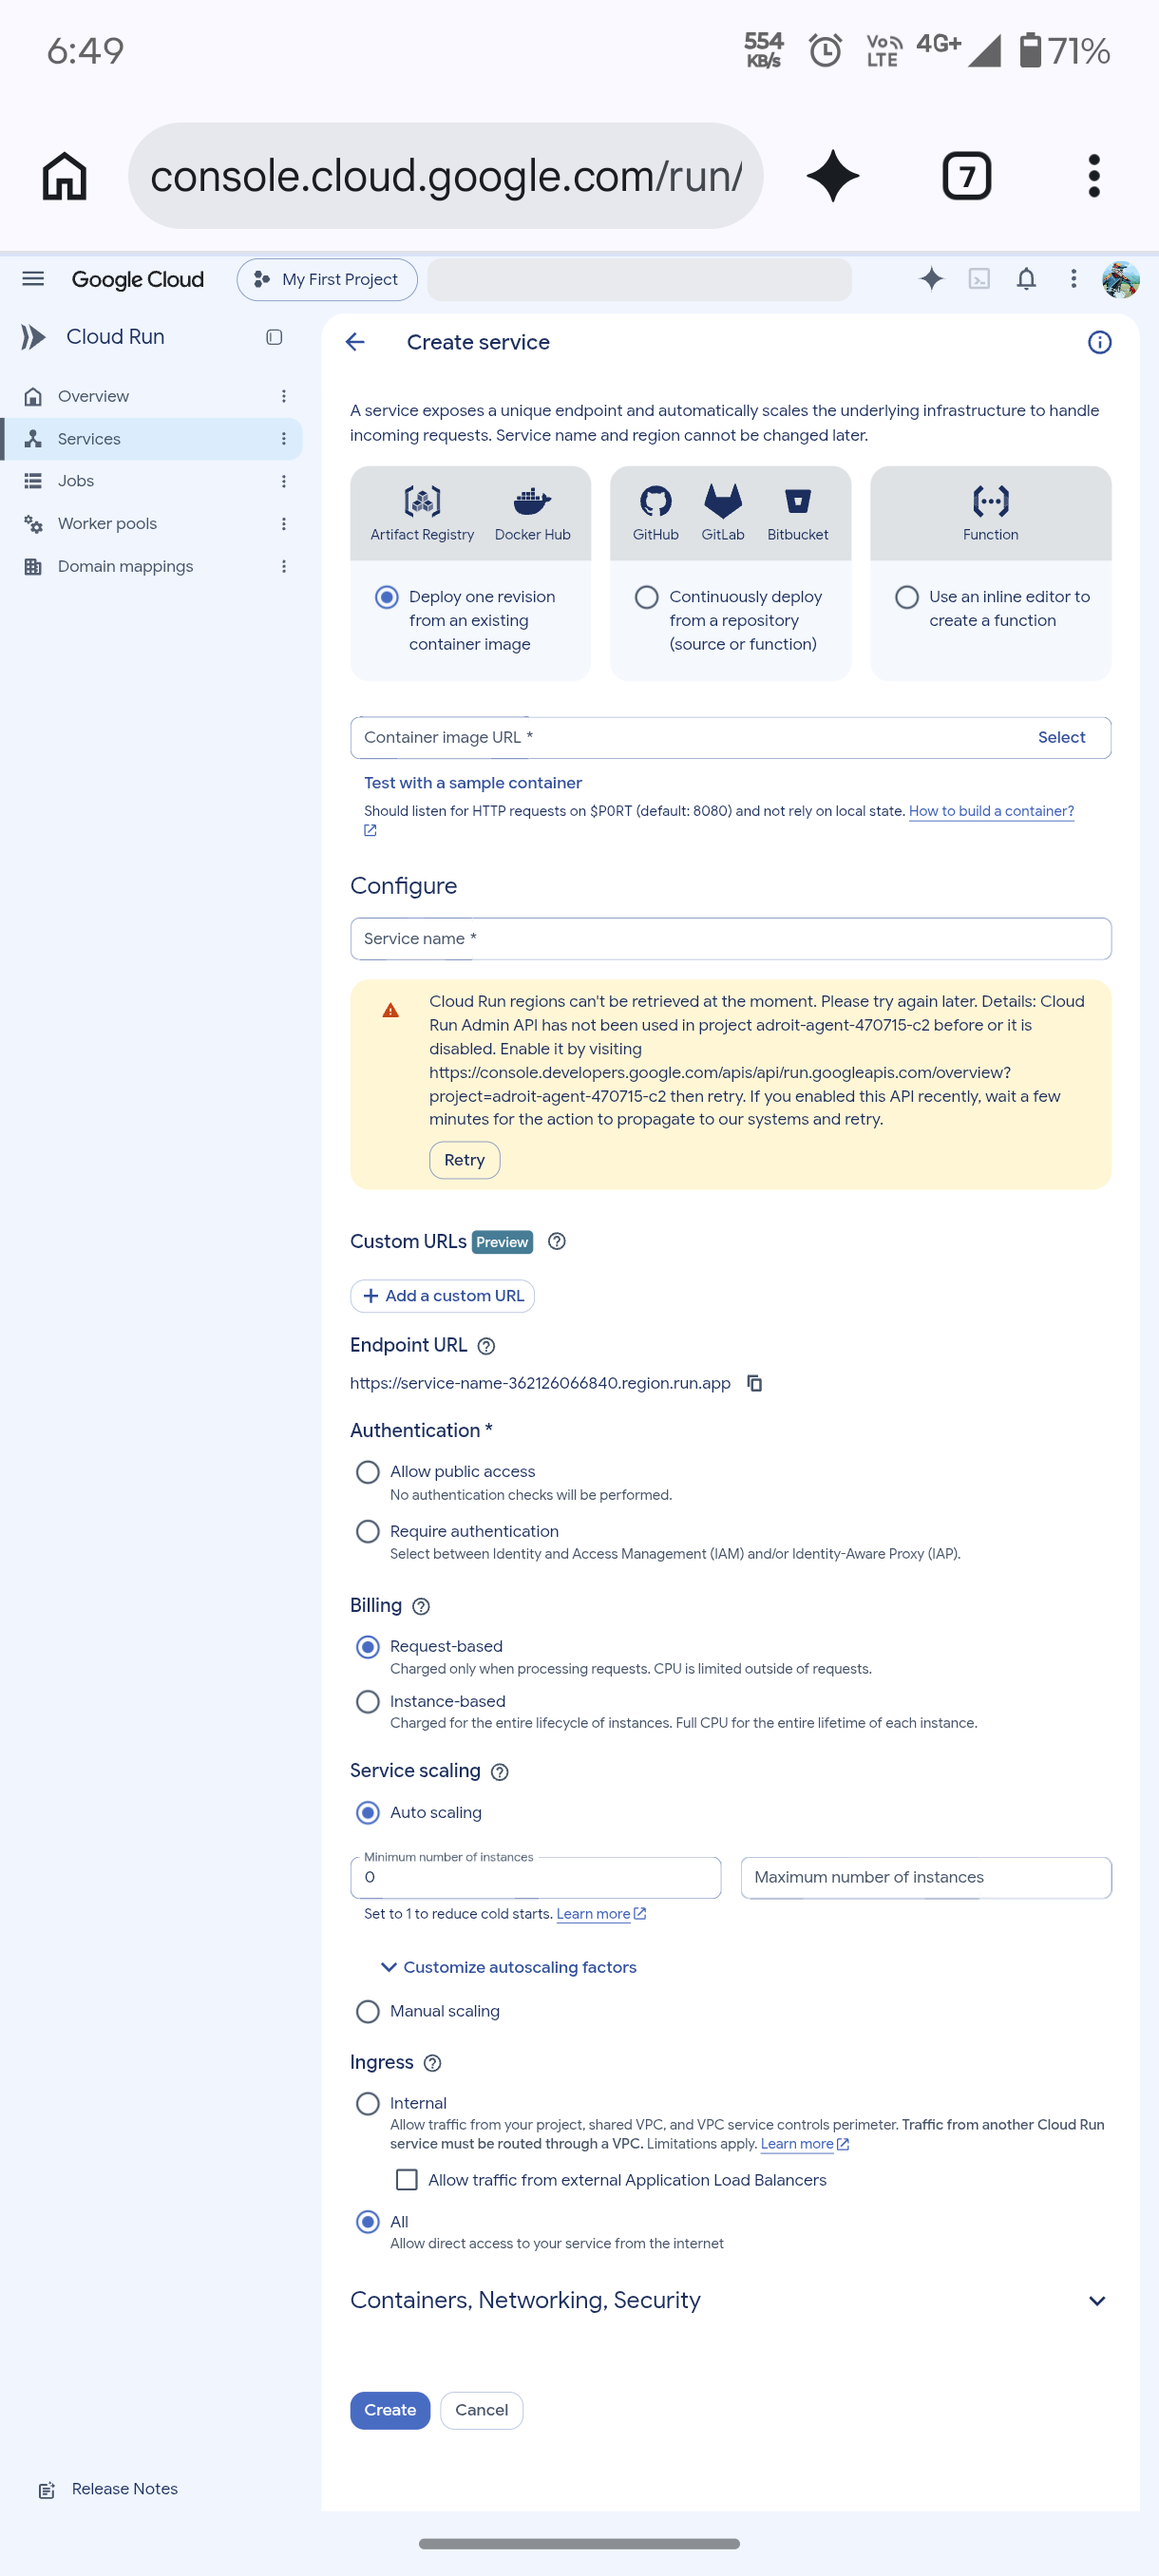 6:49
554
KB/s
Vo
LTE
4G+
71%
console.cloud.google.com/run/
7
Google Cloud
My First Project
Cloud Run
Create service
Overview
Services
Jobs
Worker pools
Domain mappings
A service exposes a unique endpoint and automatically scales the underlying infrastructure to handle
incoming requests. Service name and region cannot be changed later.
Artifact Registry
Docker Hub
GitHub
GitLab
Bitbucket
Function
Deploy one revision
from an existing
container image
Continuously deploy
from a repository
(source or function)
Use an inline editor to
create a function
Container image URL *
Select
Test with a sample container
Should listen for HTTP requests on $PORT (default: 8080) and not rely on local state. How to build a container?
Configure
Service name *
Cloud Run regions can't be retrieved at the moment. Please try again later. Details: Cloud
Run Admin API has not been used in project adroit-agent-470715-c2 before or it is
disabled. Enable it by visiting
https://console.developers.google.com/apis/api/run.googleapis.com/overview?
project=adroit-agent-470715-c2 then retry. If you enabled this API recently, wait a few
minutes for the action to propagate to our systems and retry.
Retry
Custom URLs Preview
Add a custom URL
Endpoint URL
https://service-name-362126066840.region.run.app
Authentication *
Allow public access
No authentication checks will be performed.
Require authentication
Select between Identity and Access Management (IAM) and/or Identity-Aware Proxy (IAP).
Billing
Request-based
Charged only when processing requests. CPU is limited outside of requests.
Instance-based
Charged for the entire lifecycle of instances. Full CPU for the entire lifetime of each instance.
Service scaling
Auto scaling
Minimum number of instances
0
Maximum number of instances
Set to 1 to reduce cold starts. Learn more
Customize autoscaling factors
Manual scaling
Ingress
Internal
Allow traffic from your project, shared VPC, and VPC service controls perimeter. Traffic from another Cloud Run
service must be routed through a VPC. Limitations apply. Learn more
Allow traffic from external Application Load Balancers
All
Allow direct access to your service from the internet
Containers, Networking, Security
Create
Cancel
Release Notes